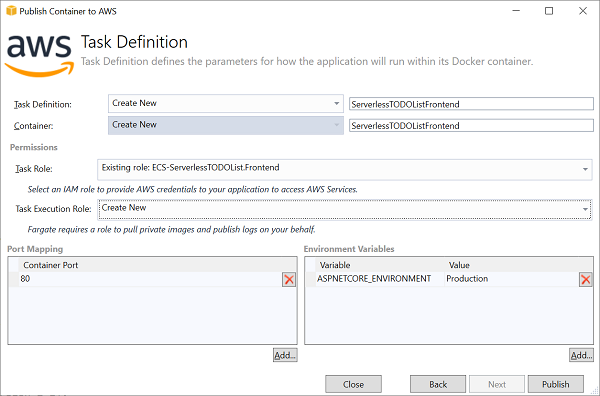 Publish Container to AWS
aws
Task Definition
Task Definition defines the parameters for how the application will run within its Docker container.
Task Definition: Create New ServerlessTODOListFrontend
Container: Create New ServerlessTODOListFrontend
Permissions
Task Role: Existing role: ECS-ServerlessTODOList.Frontend
Select an IAM role to provide AWS credentials to your application to access AWS Services.
Task Execution Role: Create New
Fargate requires a role to pull private images and publish logs on your behalf.
Port Mapping Environment Variables
Container Port Variable Value
80 ASPNETCORE_ENVIRONMENT Production
Add... Add...
Close Back Next Publish